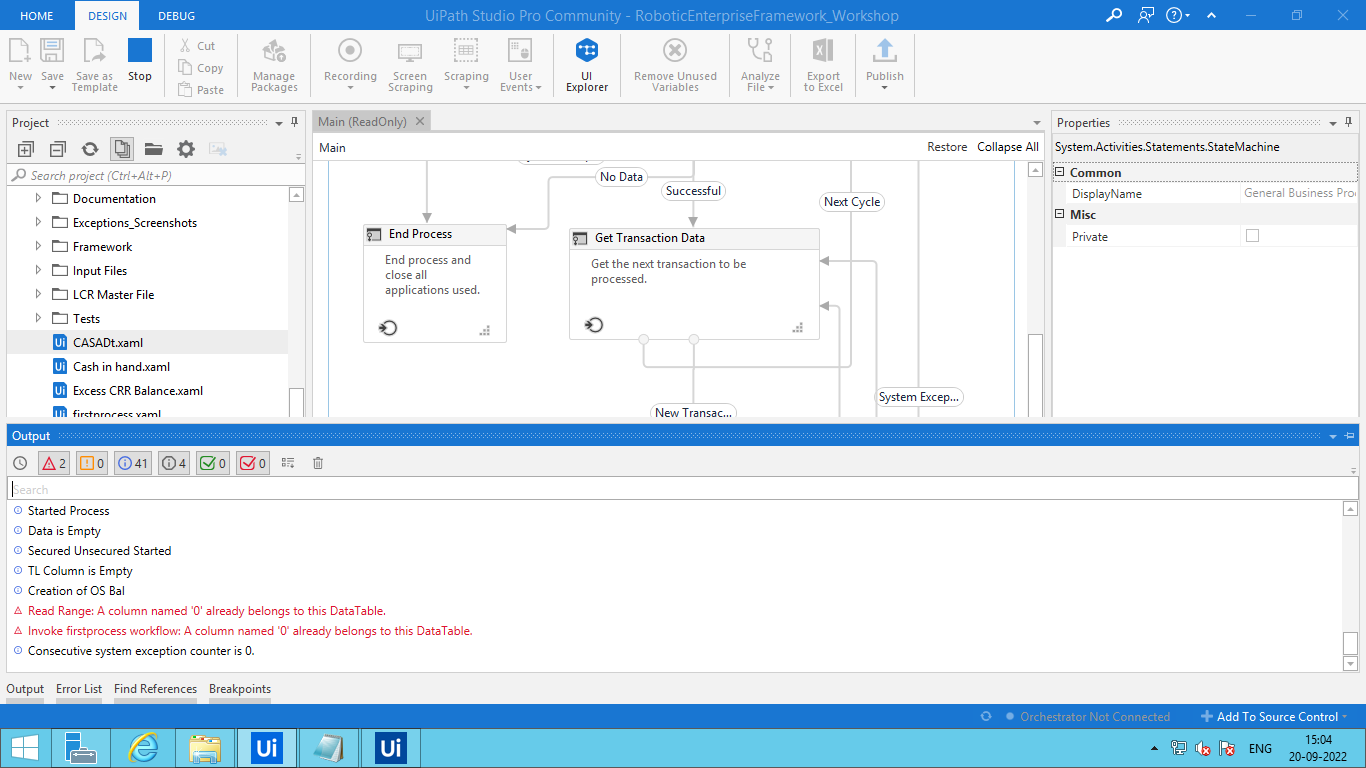 HOME DESIGN DEBUG UiPath Studio Pro Community - RoboticEnterpriseFramework_Workshop
New Save Save as Template Stop
Cut
Copy
Paste
Manage Packages
Recording
Screen Scraping
Scraping
User Events
UI Explorer
Remove Unused Variables
Analyze File
Export to Excel
Publish
Project
Search project (Ctrl+Alt+P)
Documentation
Exceptions_Screenshots
Framework
Input Files
LCR Master File
Tests
CASADt.xaml
Cash in hand.xaml
Excess CRR Balance.xaml
firstprocess.xaml
Main (ReadOnly)
Main Restore Collapse All
No Data
Successful
Next Cycle
End Process
End process and
close all
applications used.
Get Transaction Data
Get the next transaction to be
processed.
System Excep...
New Transac...
Properties
System.Activities.Statements.StateMachine
Common
DisplayName General Business Proc
Misc
Private
Output
2 0 41 4 0 0
Search
Started Process
Data is Empty
Secured Unsecured Started
TL Column is Empty
Creation of OS Bal
Read Range: A column named '0' already belongs to this DataTable.
Invoke firstprocess workflow: A column named '0' already belongs to this DataTable.
Consecutive system exception counter is 0.
Output Error List Find References Breakpoints
Orchestrator Not Connected Add To Source Control
Ui Ui ENG 15:04
20-09-2022